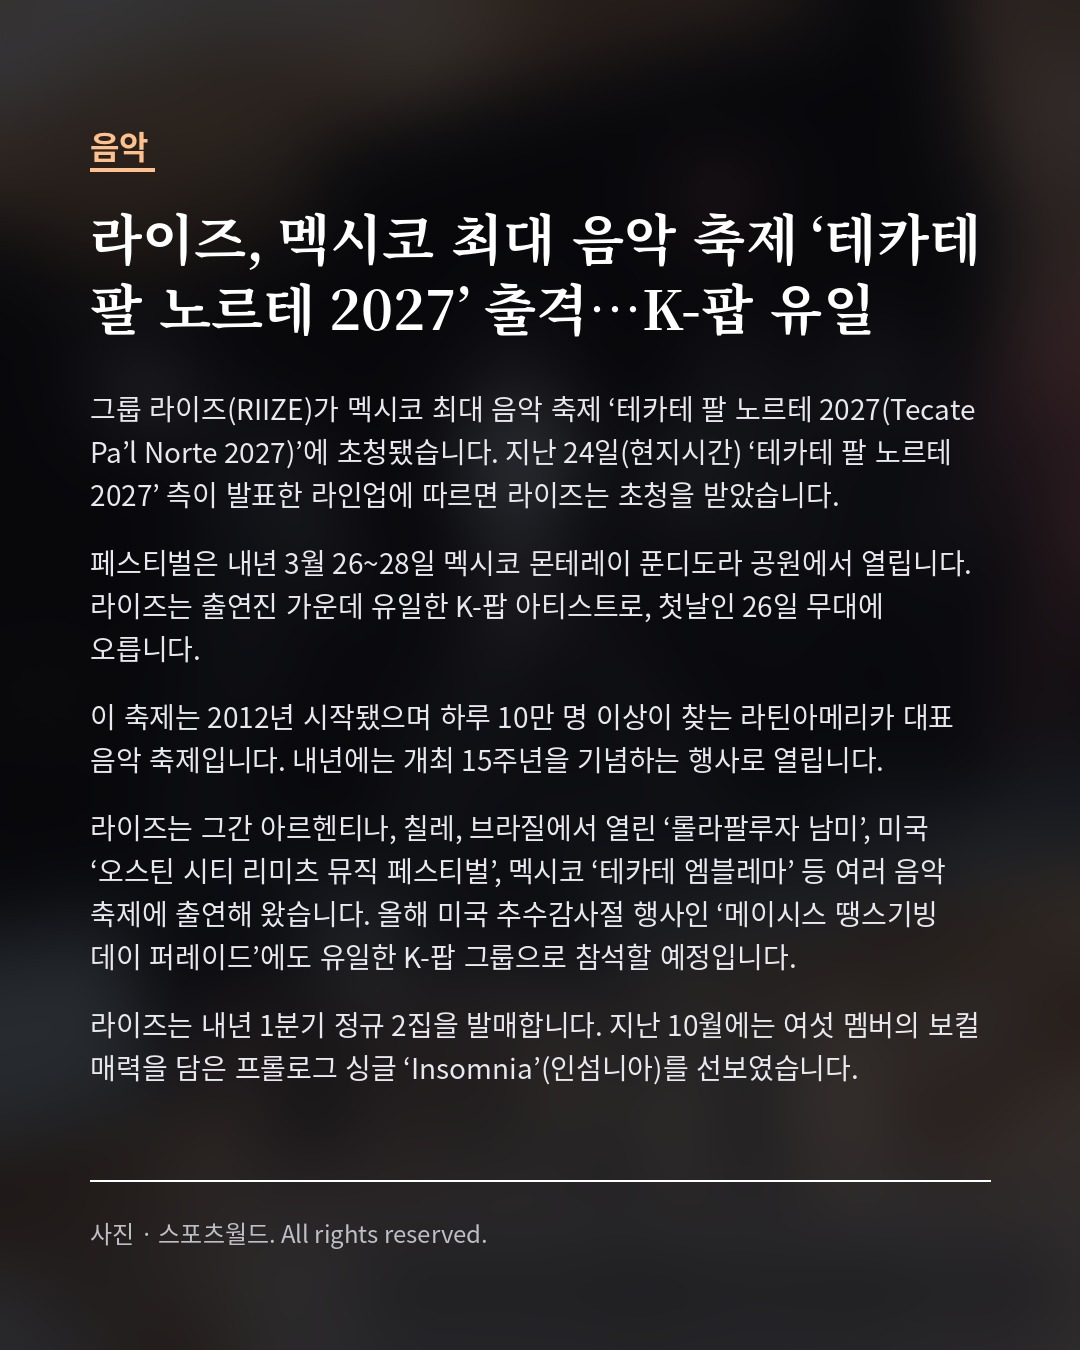 음악
라이즈, 멕시코 최대 음악 축제 ‘테카테
팔 노르테 2027’ 출격…K-팝 유일
그룹 라이즈(RIIZE)가 멕시코 최대 음악 축제 ‘테카테 팔 노르테 2027(Tecate
Pa’l Norte 2027)’에 초청됐습니다. 지난 24일(현지시간) ‘테카테 팔 노르테
2027’ 측이 발표한 라인업에 따르면 라이즈는 초청을 받았습니다.
페스티벌은 내년 3월 26~28일 멕시코 몬테레이 푼디도라 공원에서 열립니다.
라이즈는 출연진 가운데 유일한 K-팝 아티스트로, 첫날인 26일 무대에
오릅니다.
이 축제는 2012년 시작됐으며 하루 10만 명 이상이 찾는 라틴아메리카 대표
음악 축제입니다. 내년에는 개최 15주년을 기념하는 행사로 열립니다.
라이즈는 그간 아르헨티나, 칠레, 브라질에서 열린 ‘롤라팔루자 남미’, 미국
‘오스틴 시티 리미츠 뮤직 페스티벌’, 멕시코 ‘테카테 엠블레마’ 등 여러 음악
축제에 출연해 왔습니다. 올해 미국 추수감사절 행사인 ‘메이시스 땡스기빙
데이 퍼레이드’에도 유일한 K-팝 그룹으로 참석할 예정입니다.
라이즈는 내년 1분기 정규 2집을 발매합니다. 지난 10월에는 여섯 멤버의 보컬
매력을 담은 프롤로그 싱글 ‘Insomnia’(인섬니아)를 선보였습니다.
사진 · 스포츠월드. All rights reserved.